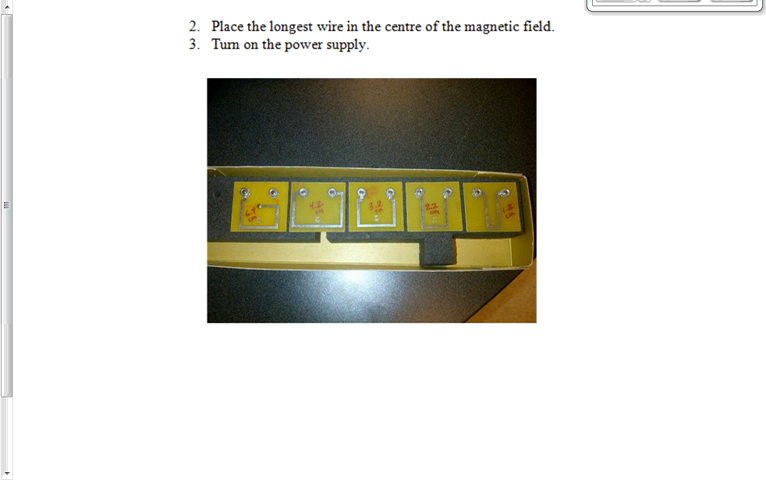 2. Place the longest wire in the centre of the magnetic field.
3. Turn on the power supply.